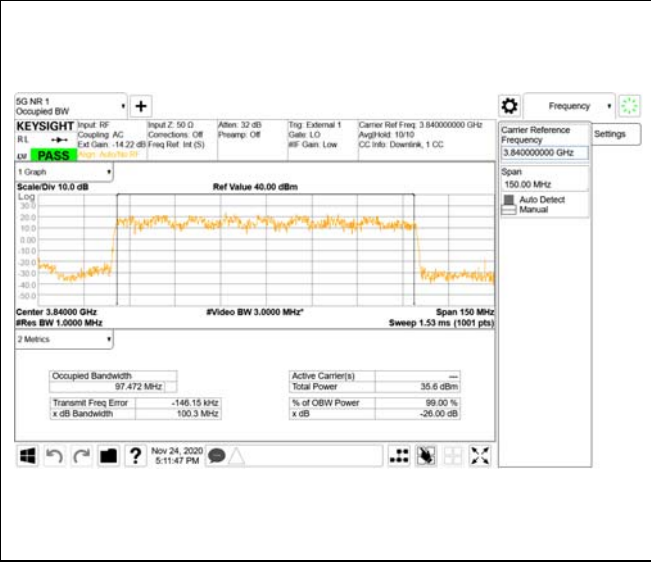 5G NR 1
Occupied BW
Frequency
KEYSIGHT Input: RF Input Z: 50 Ω Atten: 32 dB Trig: External 1 Carrier Ref Freq: 3.840000000 GHz
RL Coupling: AC Corrections: Off Preamp: Off Gate: LO Avg|Hold: 10/10
Ext Gain: -14.22 dB Freq Ref: Int (S) #IF Gain: Low CC Info: Downlink, 1 CC
PASS Align: Auto/No RF
Carrier Reference
Frequency
3.840000000 GHz
Settings
Span
150.00 MHz
Auto Detect
Manual
1 Graph
Scale/Div 10.0 dB Ref Value 40.00 dBm
Log
30.0
20.0
10.0
0.00
-10.0
-20.0
-30.0
-40.0
-50.0
Center 3.84000 GHz #Video BW 3.0000 MHz* Span 150 MHz
#Res BW 1.0000 MHz Sweep 1.53 ms (1001 pts)
2 Metrics
Occupied Bandwidth Active Carrier(s) —
97.472 MHz Total Power 35.6 dBm
Transmit Freq Error -146.15 kHz % of OBW Power 99.00 %
x dB Bandwidth 100.3 MHz x dB -26.00 dB
? Nov 24, 2020
5:11:47 PM